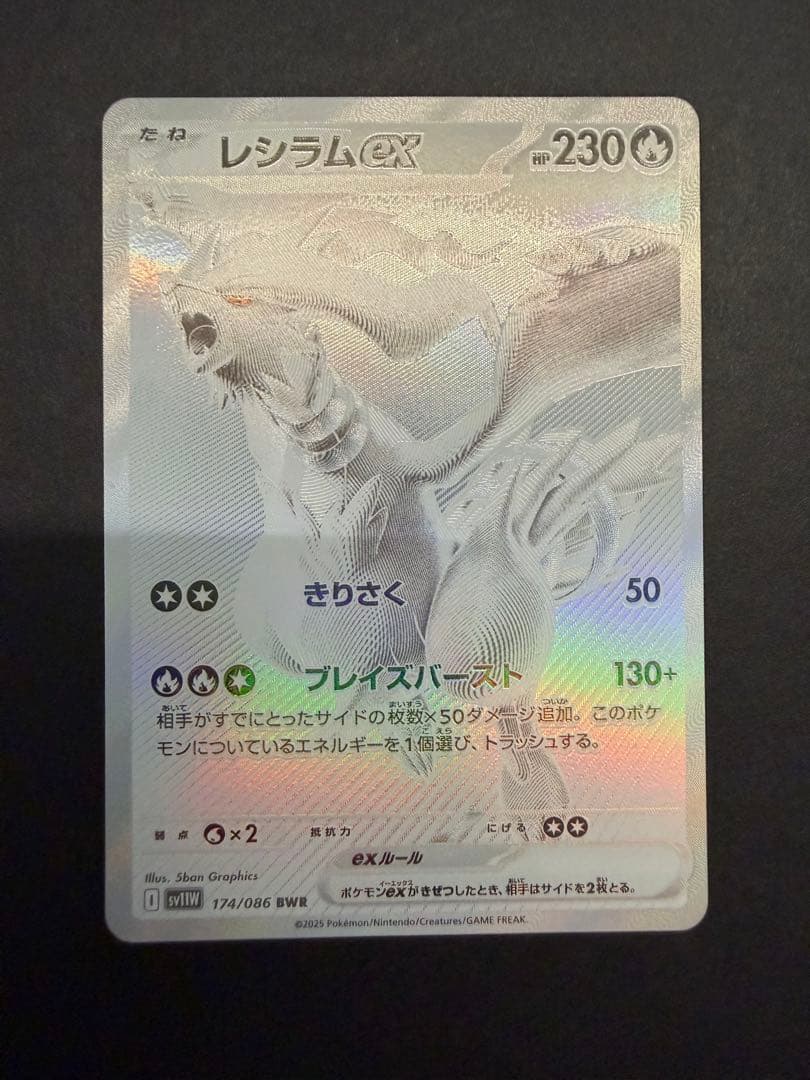 たね レシラムex HP230
きりさく 50
ブレイズバースト 130+
相手がすでにとったサイドの枚数×50ダメージ追加。このポケ
モンについているエネルギーを1個選び、トラッシュする。
弱点 ×2 抵抗力 にげる
exルール
ポケモンexがきぜつしたとき、相手はサイドを2枚とる。
Illus. 5ban Graphics
I sv11W 174/086 BWR
©2025 Pokémon/Nintendo/Creatures/GAME FREAK.